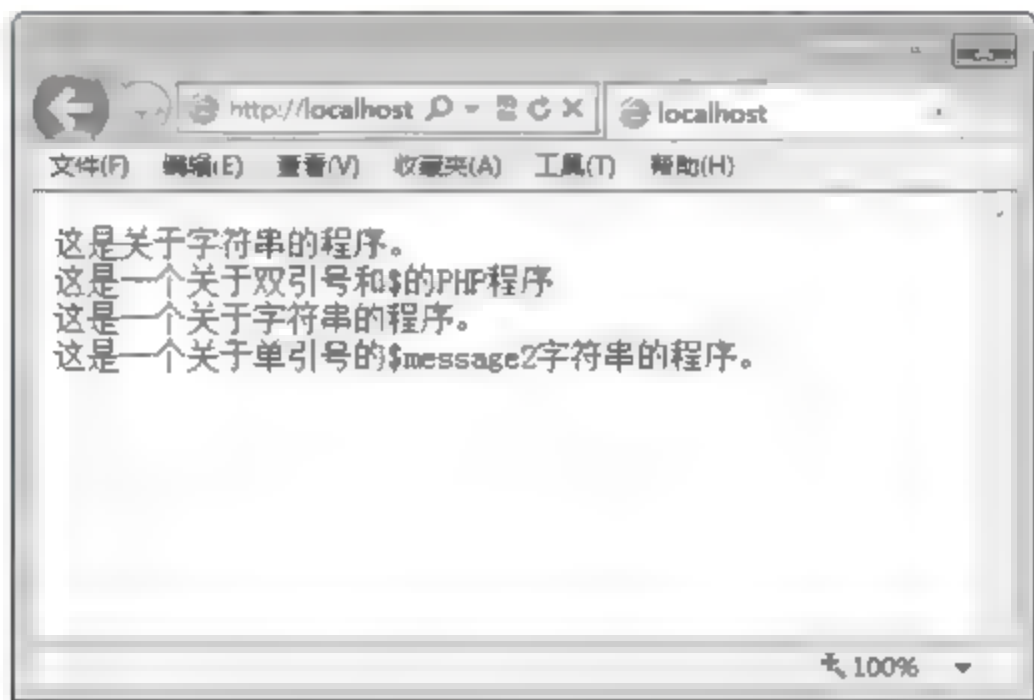 http://localhost
localhost
文件(F) 编辑(E) 查看(V) 收藏夹(A) 工具(T) 帮助(H)
这是关于字符串的程序。
这是一个关于双引号和$的PHP程序
这是一个关于字符串的程序。
这是一个关于单引号的$message2字符串的程序。
100%